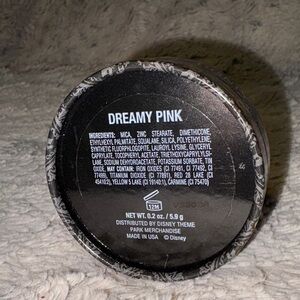 DREAMY PINK
INGREDIENTS: MICA, ZINC STEARATE, DIMETHICONE,
ETHYLHEXYL PALMITATE, SQUALANE, SILICA, POLYETHYLENE,
SYNTHETIC FLUORPHLOGOPITE, LAUROYL LYSINE, GLYCERYL
CAPRYLATE, TOCOPHERYL ACETATE, TRIETHOXYCAPRYLYLSIL-
ANE, SODIUM DEHYDROACETATE, POTASSIUM SORBATE,
TIN. MAY CONTAIN: IRON OXIDES (CI 77491, CI 77492, CI
77499), TITANIUM DIOXIDE (CI 77891), RED 28 LAKE (CI
45410:2), YELLOW 5 LAKE (CI 19140:1), CARMINE (CI 75470)
12M
NET WT. 0.2 oz. / 5.9 g
DISTRIBUTED BY DISNEY THEME
PARK MERCHANDISE
MADE IN USA © Disney